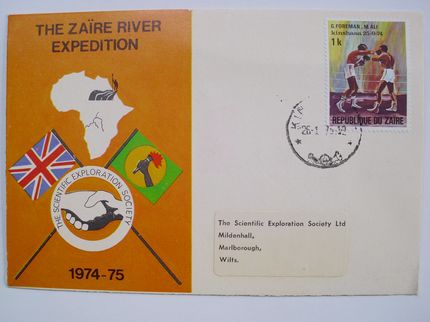 THE ZAÏRE RIVER
EXPEDITION
THE SCIENTIFIC EXPLORATION SOCIETY
1974-75
G. FOREMAN _ M. ALI
kinshasa 25-9-74
1k
REPUBLIQUE DU ZAÏRE
The Scientific Exploration Society Ltd
Mildenhall,
Marlborough,
Wilts.